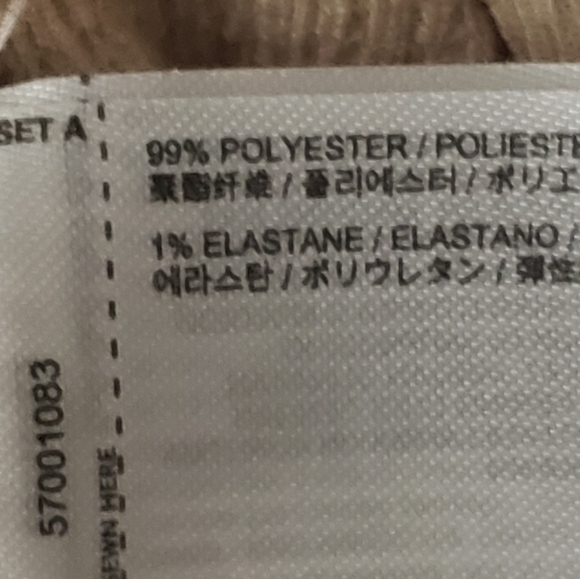 SET A
99% POLYESTER / POLIESTE
聚酯纤维 / 폴리에스터 / ポリエ
1% ELASTANE / ELASTANO /
에라스탄 / ポリウレタン / 彈性
57001083
EWN HERE